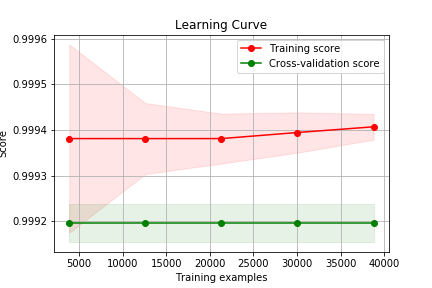 Learning Curve
0.9996
0.9995
0.9994
0.9993
0.9992
Score
Training score
Cross-validation score
5000 10000 15000 20000 25000 30000 35000 40000
Training examples